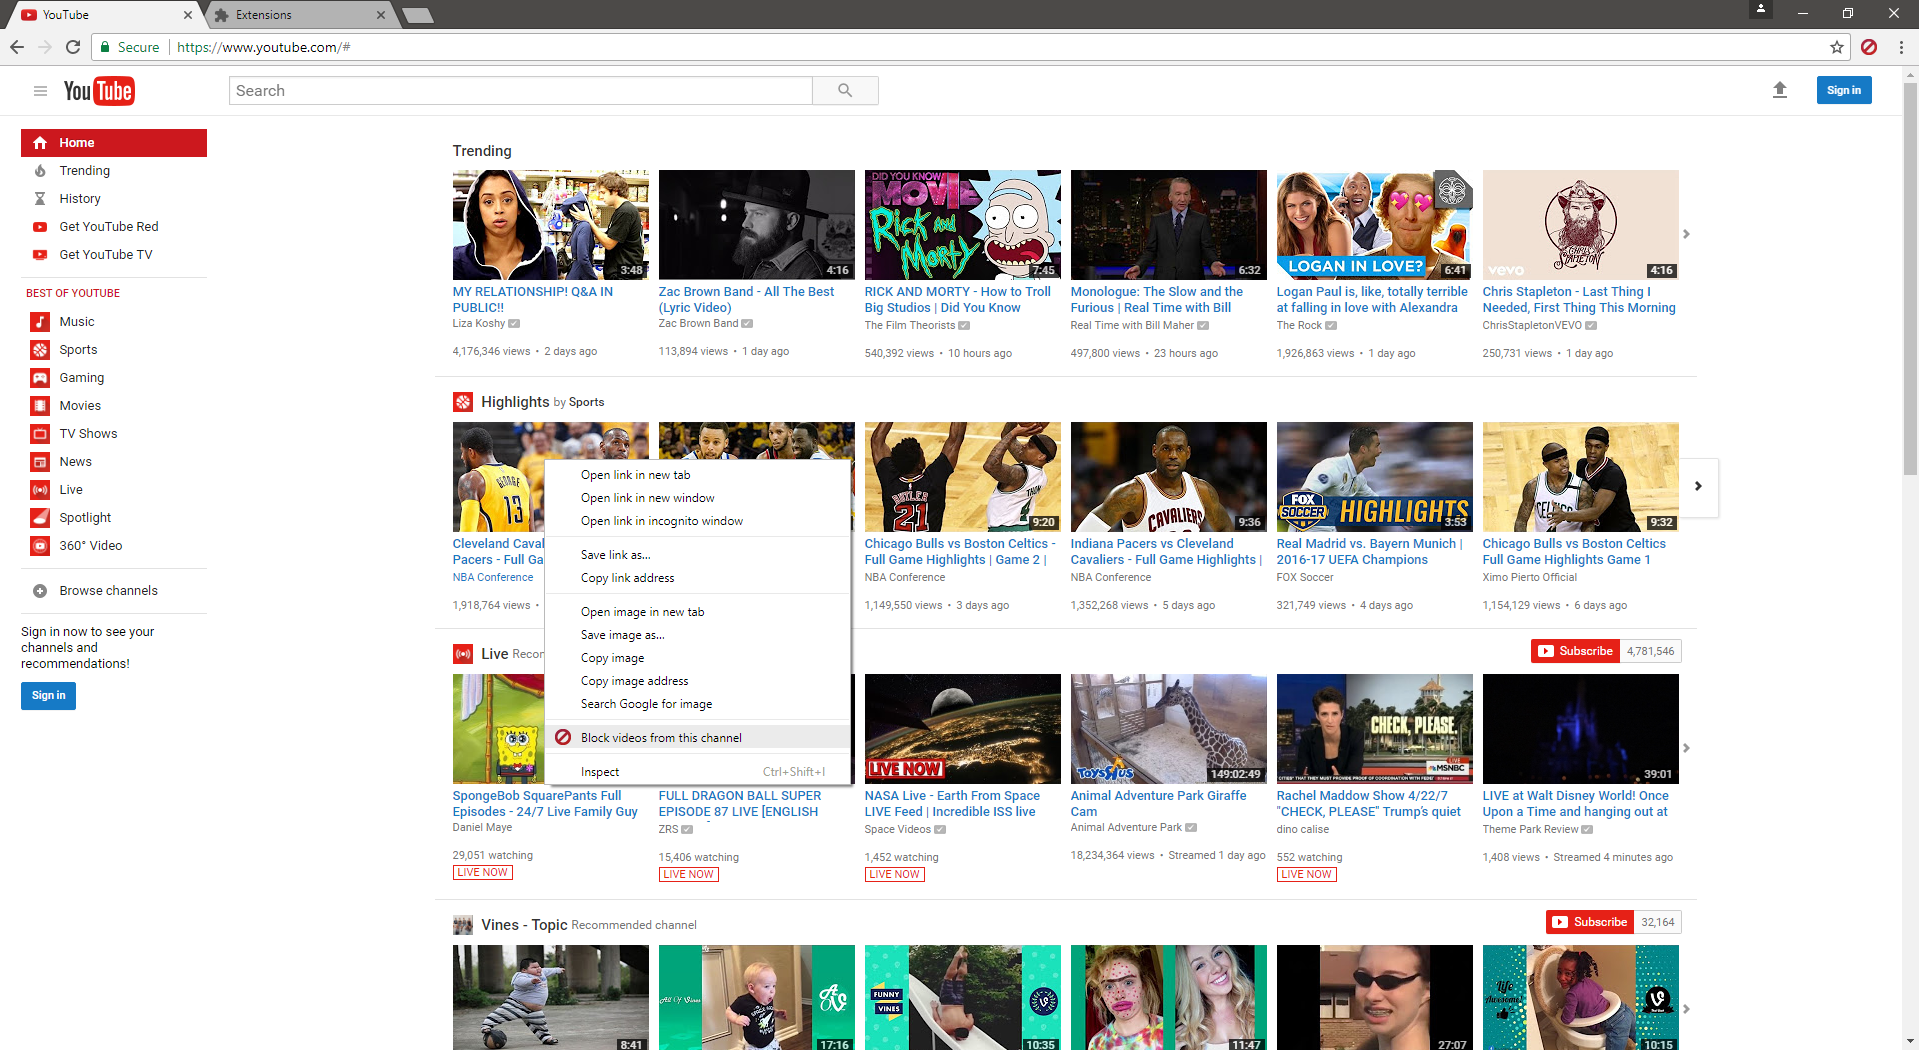 YouTube
Extensions
Secure
https://www.youtube.com/#
YouTube
Search
Sign in
Home
Trending
History
Get YouTube Red
Get YouTube TV
BEST OF YOUTUBE
Music
Sports
Gaming
Movies
TV Shows
News
Live
Spotlight
360° Video
Browse channels
Sign in now to see your
channels and
recommendations!
Sign in
Trending
3:48
MY RELATIONSHIP! Q&A IN
PUBLIC!!
Liza Koshy
4,176,346 views • 2 days ago
4:16
Zac Brown Band - All The Best
(Lyric Video)
Zac Brown Band
113,894 views • 1 day ago
DID YOU KNOW
MOVIE
RICK AND MORTY
7:45
RICK AND MORTY - How to Troll
Big Studios | Did You Know
The Film Theorists
540,392 views • 10 hours ago
6:32
Monologue: The Slow and the
Furious | Real Time with Bill
Real Time with Bill Maher
497,800 views • 23 hours ago
LOGAN IN LOVE?
6:41
Logan Paul is, like, totally terrible
at falling in love with Alexandra
The Rock
1,926,863 views • 1 day ago
CHRIS STAPLETON
vevo
4:16
Chris Stapleton - Last Thing I
Needed, First Thing This Morning
ChrisStapletonVEVO
250,731 views • 1 day ago
Highlights by Sports
GEORGE
13
Cleveland Caval
Pacers - Full Ga
NBA Conference
1,918,764 views •
Open link in new tab
Open link in new window
Open link in incognito window
Save link as...
Copy link address
Open image in new tab
Save image as...
Copy image
Copy image address
Search Google for image
Block videos from this channel
Inspect
Ctrl+Shift+I
BUTLER
21
9:20
Chicago Bulls vs Boston Celtics -
Full Game Highlights | Game 2 |
NBA Conference
1,149,550 views • 3 days ago
CAVALIERS
9:36
Indiana Pacers vs Cleveland
Cavaliers - Full Game Highlights |
NBA Conference
1,352,268 views • 5 days ago
FOX
SOCCER
HIGHLIGHTS
3:53
Real Madrid vs. Bayern Munich |
2016-17 UEFA Champions
FOX Soccer
321,749 views • 4 days ago
CELTICS
9:32
Chicago Bulls vs Boston Celtics
Full Game Highlights Game 1
Ximo Pierto Official
1,154,129 views • 6 days ago
Live Recon
Subscribe 4,781,546
SpongeBob SquarePants Full
Episodes - 24/7 Live Family Guy
Daniel Maye
29,051 watching
LIVE NOW
FULL DRAGON BALL SUPER
EPISODE 87 LIVE [ENGLISH
ZRS
15,406 watching
LIVE NOW
LIVE NOW
NASA Live - Earth From Space
LIVE Feed | Incredible ISS live
Space Videos
1,452 watching
LIVE NOW
ToysЯUs
149:02:49
Animal Adventure Park Giraffe
Cam
Animal Adventure Park
18,234,364 views • Streamed 1 day ago
CHECK, PLEASE.
LIVE
MSNBC
Rachel Maddow Show 4/22/7
"CHECK, PLEASE" Trump's quiet
dino calise
552 watching
LIVE NOW
39:01
LIVE at Walt Disney World! Once
Upon a Time and hanging out at
Theme Park Review
1,408 views • Streamed 4 minutes ago
Vines - Topic Recommended channel
Subscribe 32,164
8:41
All Of Vines
17:16
FUNNY
VINES
10:35
11:47
27:07
Life
Awesome!
10:15